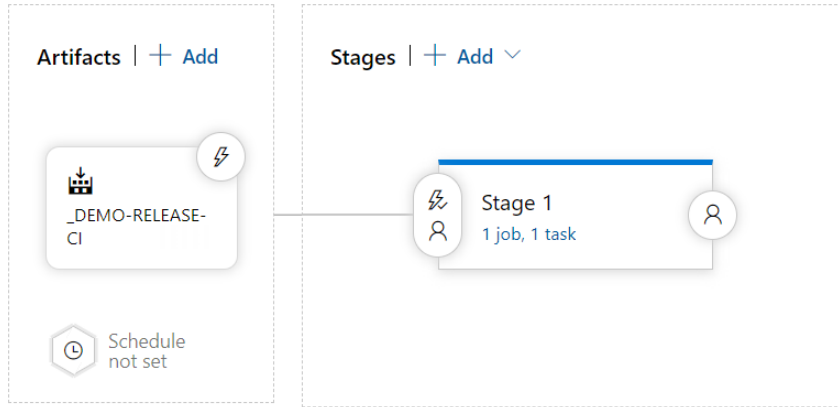 Artifacts | + Add
Stages | + Add
_DEMO-RELEASE-
CI
Stage 1
1 job, 1 task
Schedule
not set